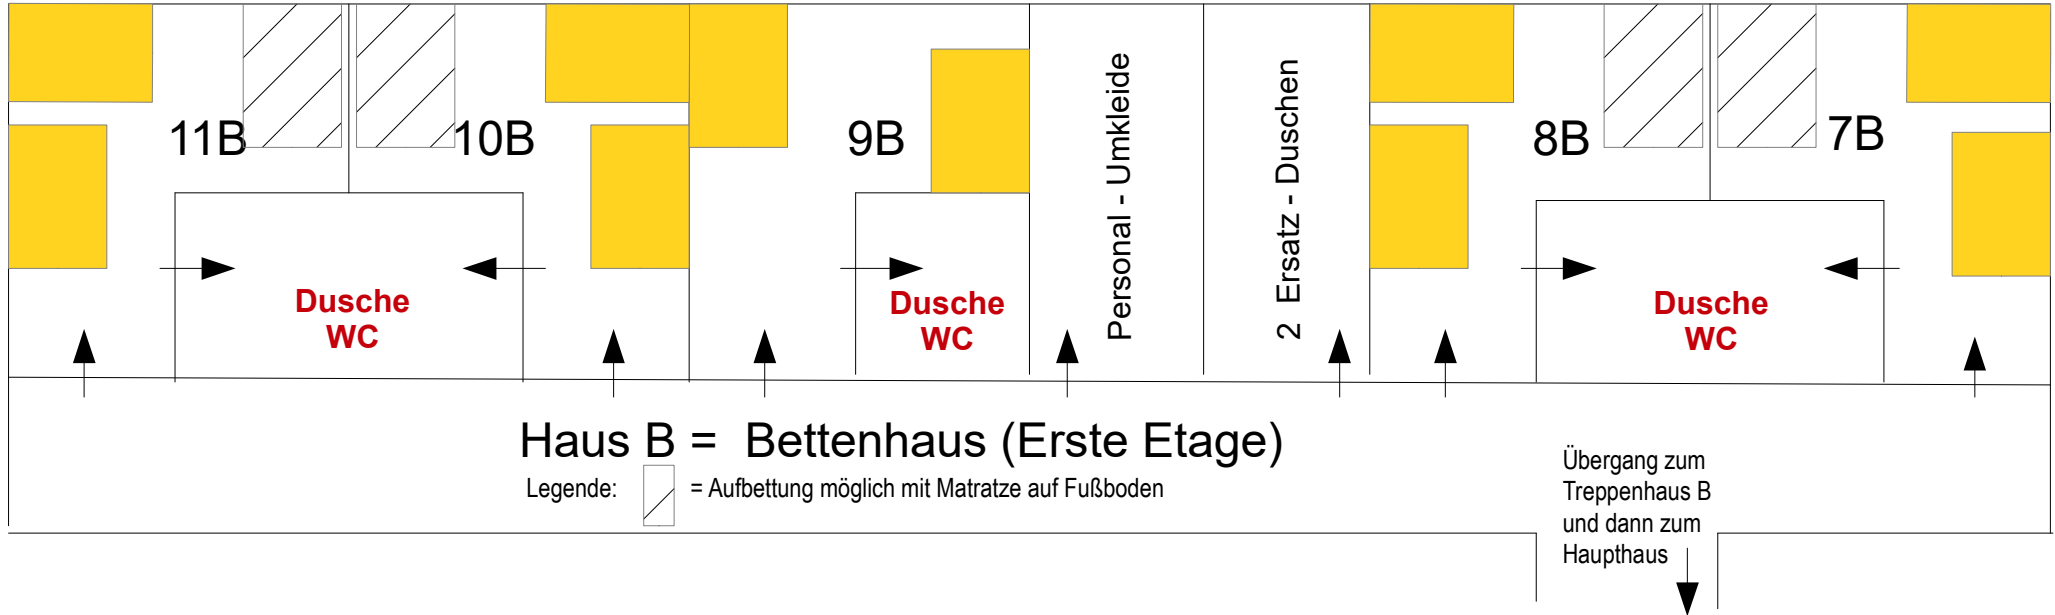 11B
10B
9B
8B
7B
Personal - Umkleide
2 Ersatz - Duschen
Dusche
WC
Dusche
WC
Dusche
WC
Haus B = Bettenhaus (Erste Etage)
Legende: = Aufbettung möglich mit Matratze auf Fußboden
Übergang zum
Treppenhaus B
und dann zum
Haupthaus